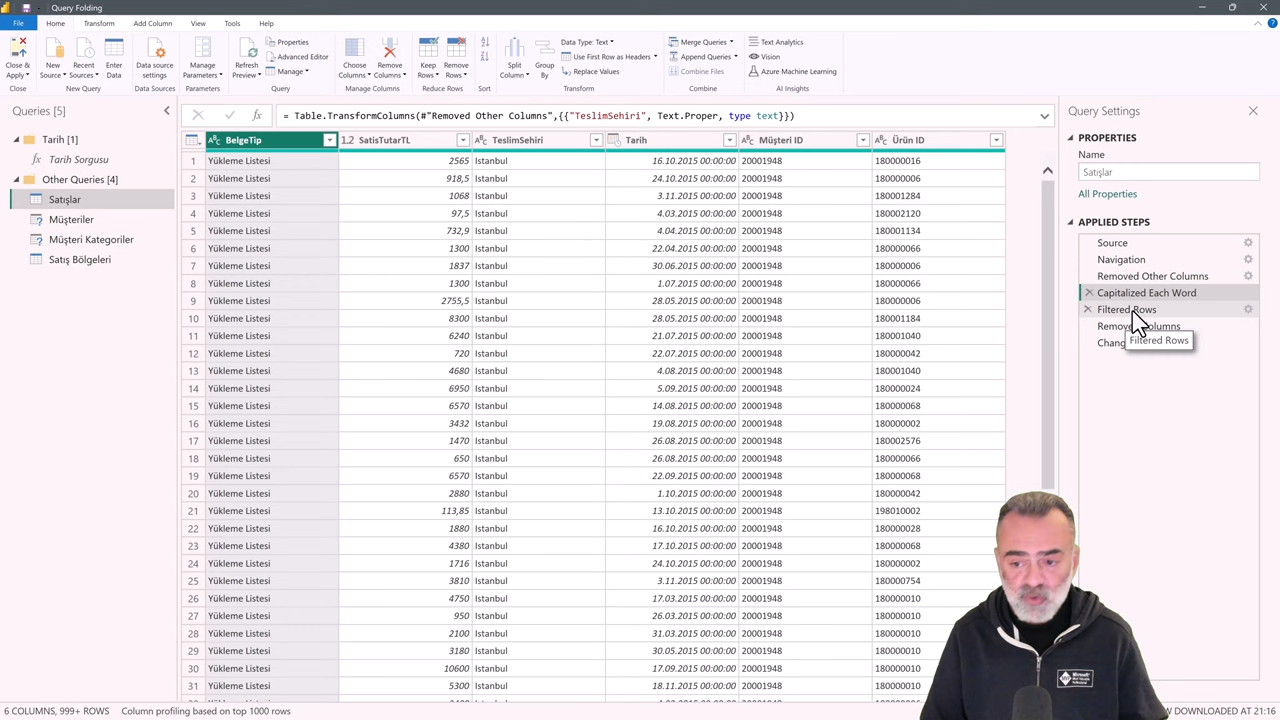 Query Folding
File Home Transform Add Column View Tools Help
Close & Apply
New Source
Recent Sources
Enter Data
Data source settings
Manage Parameters
Refresh Preview
Properties
Advanced Editor
Manage
Choose Columns
Remove Columns
Keep Rows
Remove Rows
Split Column
Group By
Data Type: Text
Use First Row as Headers
Replace Values
Merge Queries
Append Queries
Combine Files
Text Analytics
Vision
Azure Machine Learning
Close New Query Data Sources Parameters Query Manage Columns Reduce Rows Sort Transform Combine AI Insights
Queries [5]
Tarih [1]
Tarih Sorgusu
Other Queries [4]
Satışlar
Müşteriler
Müşteri Kategoriler
Satış Bölgeleri
fx = Table.TransformColumns(#"Removed Other Columns",{{"TeslimSehiri", Text.Proper, type text}})
BelgeTip 1.2 SatisTutarTL TeslimSehiri Tarih Müşteri ID Ürün ID
1 Yükleme Listesi 2565 Istanbul 16.10.2015 00:00:00 20001948 180000016
2 Yükleme Listesi 918,5 Istanbul 24.10.2015 00:00:00 20001948 180000006
3 Yükleme Listesi 1068 Istanbul 3.11.2015 00:00:00 20001948 180001284
4 Yükleme Listesi 97,5 Istanbul 4.03.2015 00:00:00 20001948 180002120
5 Yükleme Listesi 732,9 Istanbul 4.04.2015 00:00:00 20001948 180001134
6 Yükleme Listesi 1300 Istanbul 22.04.2015 00:00:00 20001948 180000066
7 Yükleme Listesi 1837 Istanbul 30.06.2015 00:00:00 20001948 180000006
8 Yükleme Listesi 1300 Istanbul 1.07.2015 00:00:00 20001948 180000066
9 Yükleme Listesi 2755,5 Istanbul 28.05.2015 00:00:00 20001948 180000006
10 Yükleme Listesi 8300 Istanbul 28.05.2015 00:00:00 20001948 180001184
11 Yükleme Listesi 6240 Istanbul 21.07.2015 00:00:00 20001948 180001040
12 Yükleme Listesi 720 Istanbul 22.07.2015 00:00:00 20001948 180000042
13 Yükleme Listesi 4680 Istanbul 4.08.2015 00:00:00 20001948 180001040
14 Yükleme Listesi 6950 Istanbul 5.09.2015 00:00:00 20001948 180000024
15 Yükleme Listesi 6570 Istanbul 14.08.2015 00:00:00 20001948 180000068
16 Yükleme Listesi 3432 Istanbul 19.08.2015 00:00:00 20001948 180000002
17 Yükleme Listesi 1470 Istanbul 26.08.2015 00:00:00 20001948 180002576
18 Yükleme Listesi 650 Istanbul 26.08.2015 00:00:00 20001948 180000066
19 Yükleme Listesi 6570 Istanbul 22.09.2015 00:00:00 20001948 180000068
20 Yükleme Listesi 2880 Istanbul 1.10.2015 00:00:00 20001948 180000042
21 Yükleme Listesi 113,85 Istanbul 13.10.2015 00:00:00 20001948 198010002
22 Yükleme Listesi 1880 Istanbul 16.10.2015 00:00:00 20001948 180000028
23 Yükleme Listesi 4380 Istanbul 17.10.2015 00:00:00 20001948 180000068
24 Yükleme Listesi 1716 Istanbul 24.10.2015 00:00:00 20001948 180000002
25 Yükleme Listesi 3810 Istanbul 3.11.2015 00:00:00 20001948 180000754
26 Yükleme Listesi 4750 Istanbul 17.03.2015 00:00:00 20001948 180000010
27 Yükleme Listesi 950 Istanbul 26.03.2015 00:00:00 20001948 180000010
28 Yükleme Listesi 2100 Istanbul 31.03.2015 00:00:00 20001948 180000010
29 Yükleme Listesi 3180 Istanbul 30.05.2015 00:00:00 20001948 180000010
30 Yükleme Listesi 10600 Istanbul 17.09.2015 00:00:00 20001948 180000010
31 Yükleme Listesi 5300 Istanbul 18.11.2015 00:00:00 20001948 180000010
Query Settings
PROPERTIES
Name
Satışlar
All Properties
APPLIED STEPS
Source
Navigation
Removed Other Columns
Capitalized Each Word
Filtered Rows
Columns
Filtered Rows
Microsoft
6 COLUMNS, 999+ ROWS Column profiling based on top 1000 rows
DOWNLOADED AT 21:16